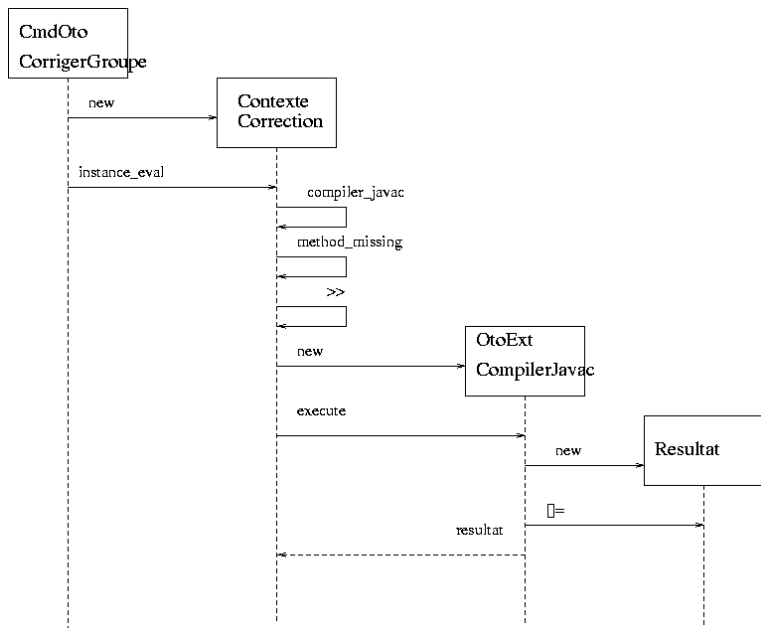 CmdOto
CorrigerGroupe
new
Contexte
Correction
instance_eval
compiler_javac
method_missing
>>
new
OtoExt
CompilerJavac
execute
new
Resultat
[]=
resultat